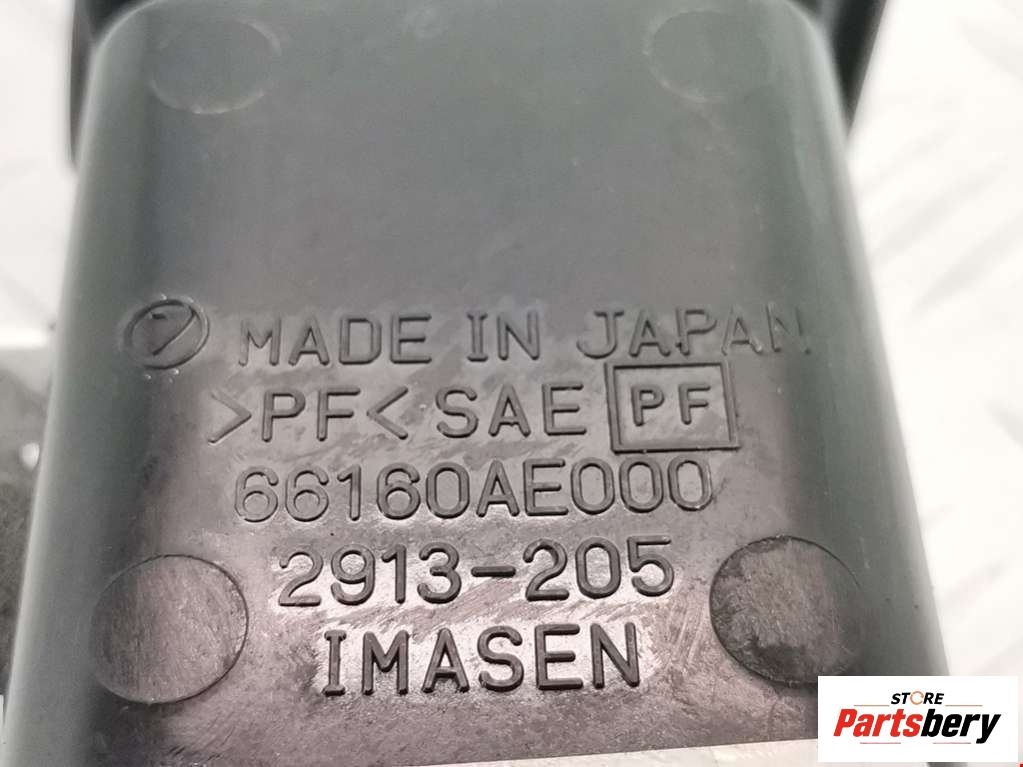 MADE IN JAPAN
>PF< SAE PF
66160AE000
2913-205
IMASEN
STORE
Partsbery